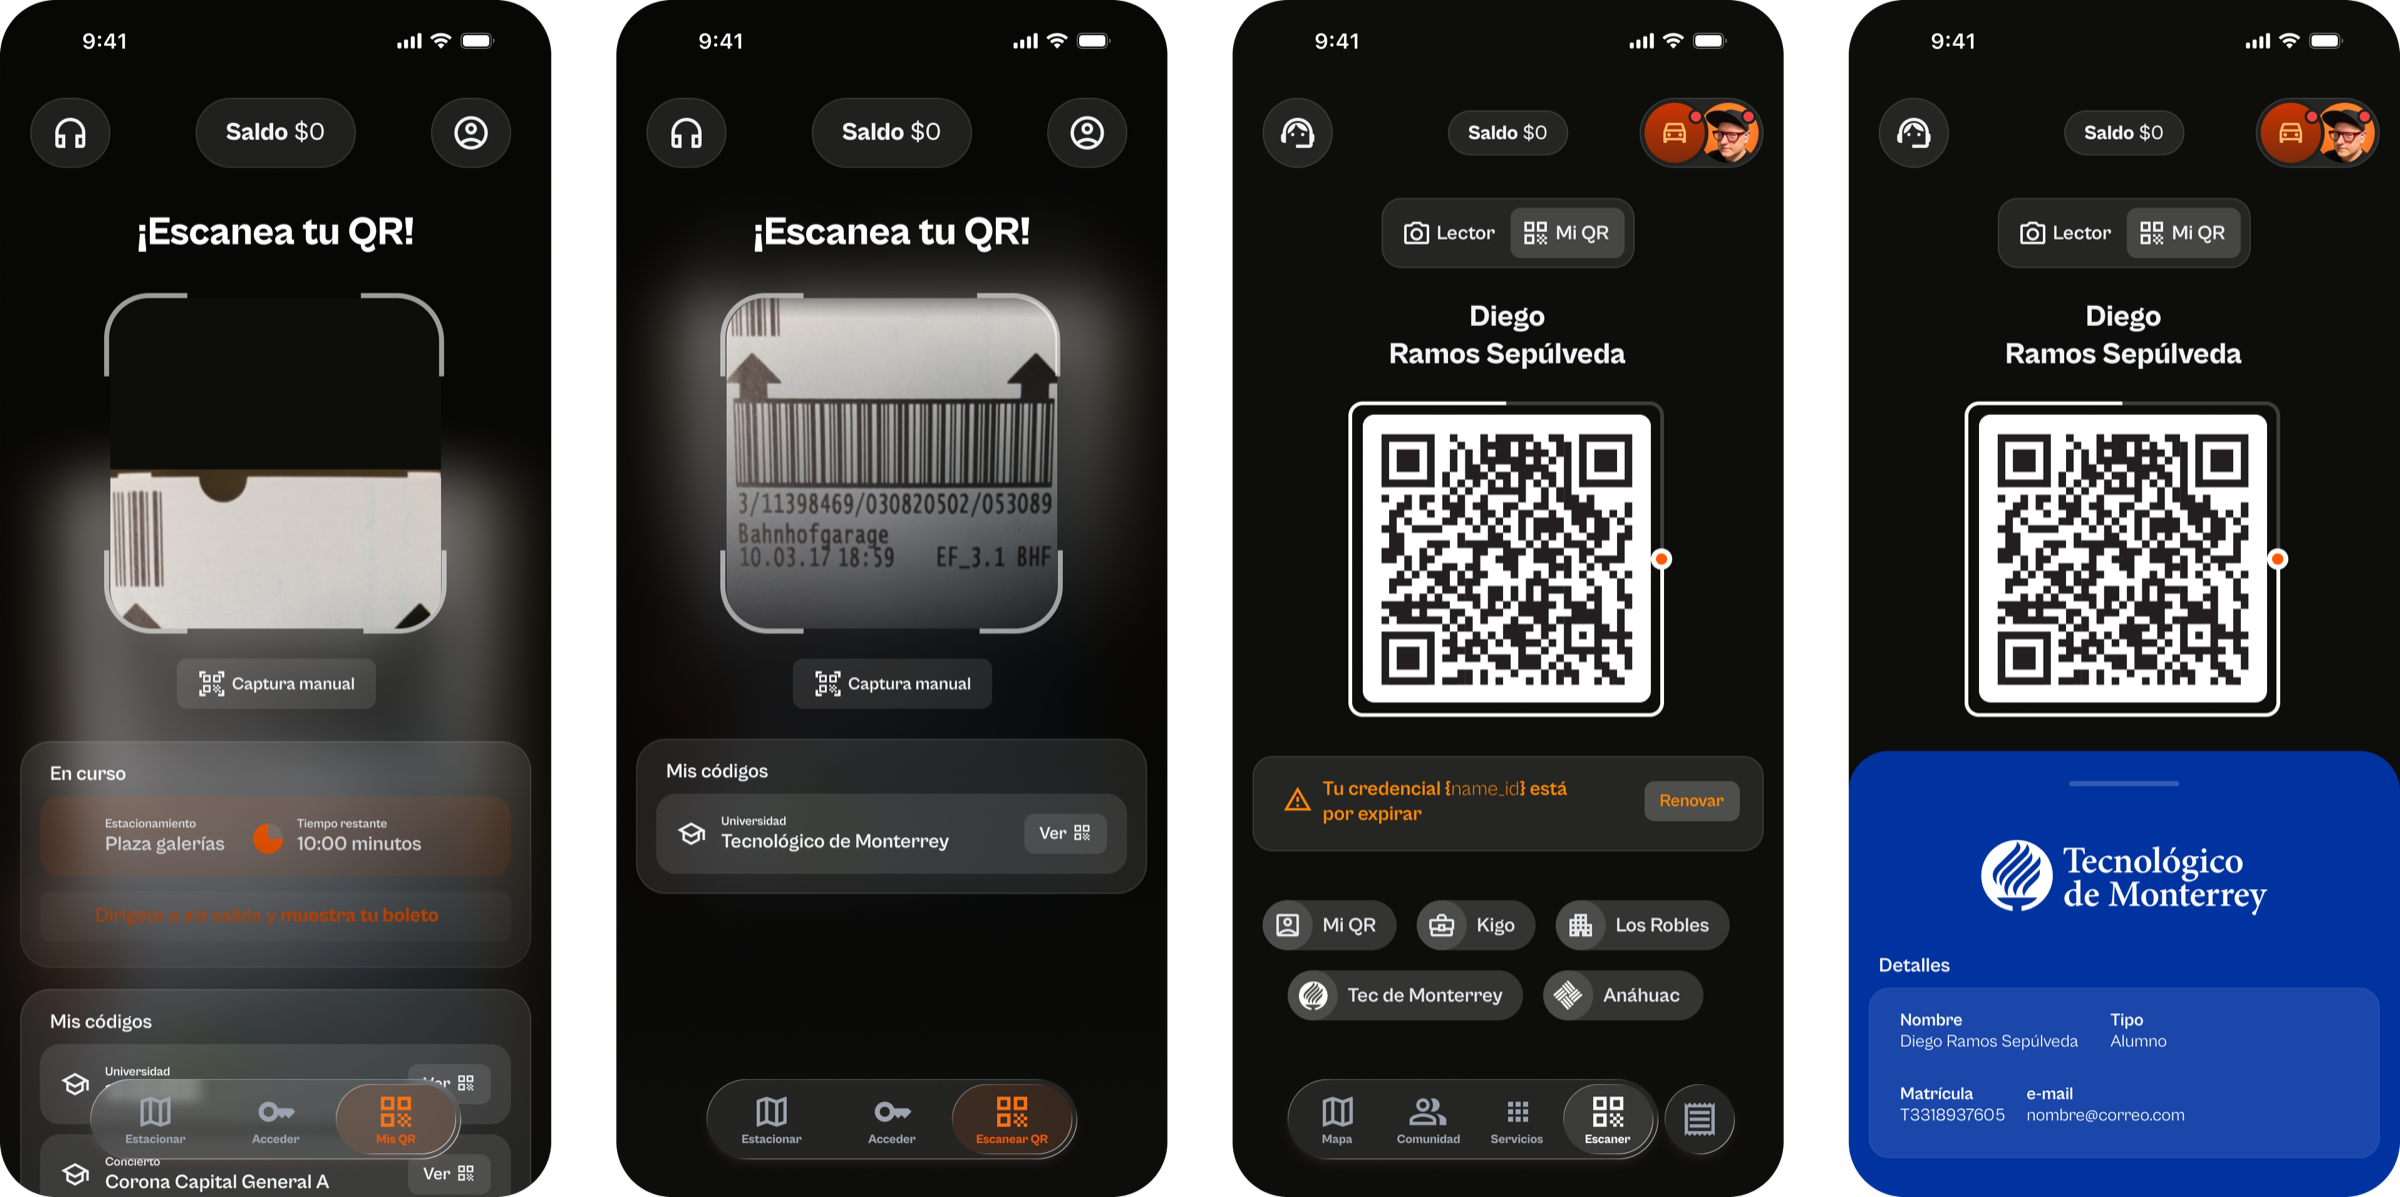 9:41
Saldo $0
¡Escanea tu QR!
Captura manual
En curso
Estacionamiento
Plaza galerías
Tiempo restante
10:00 minutos
Dirígete a ala salida y muestra tu boleto
Mis códigos
Universidad
Ver
Estacionar
Acceder
Mis QR
Concierto
Corona Capital General A
Ver
9:41
Saldo $0
¡Escanea tu QR!
3/11398469/030820502/053089
Bahnhofgarage
10.03.17 18:59 EF_3.1 BHF
Captura manual
Mis códigos
Universidad
Tecnológico de Monterrey
Ver
Estacionar
Acceder
Escanear QR
9:41
Saldo $0
Lector
Mi QR
Diego
Ramos Sepúlveda
Tu credencial {name_id} está
por expirar
Renovar
Mi QR
Kigo
Los Robles
Tec de Monterrey
Anáhuac
Mapa
Comunidad
Servicios
Escaner
9:41
Saldo $0
Lector
Mi QR
Diego
Ramos Sepúlveda
Tecnológico
de Monterrey
Detalles
Nombre
Diego Ramos Sepúlveda
Tipo
Alumno
Matrícula
T3318937605
e-mail
nombre@correo.com